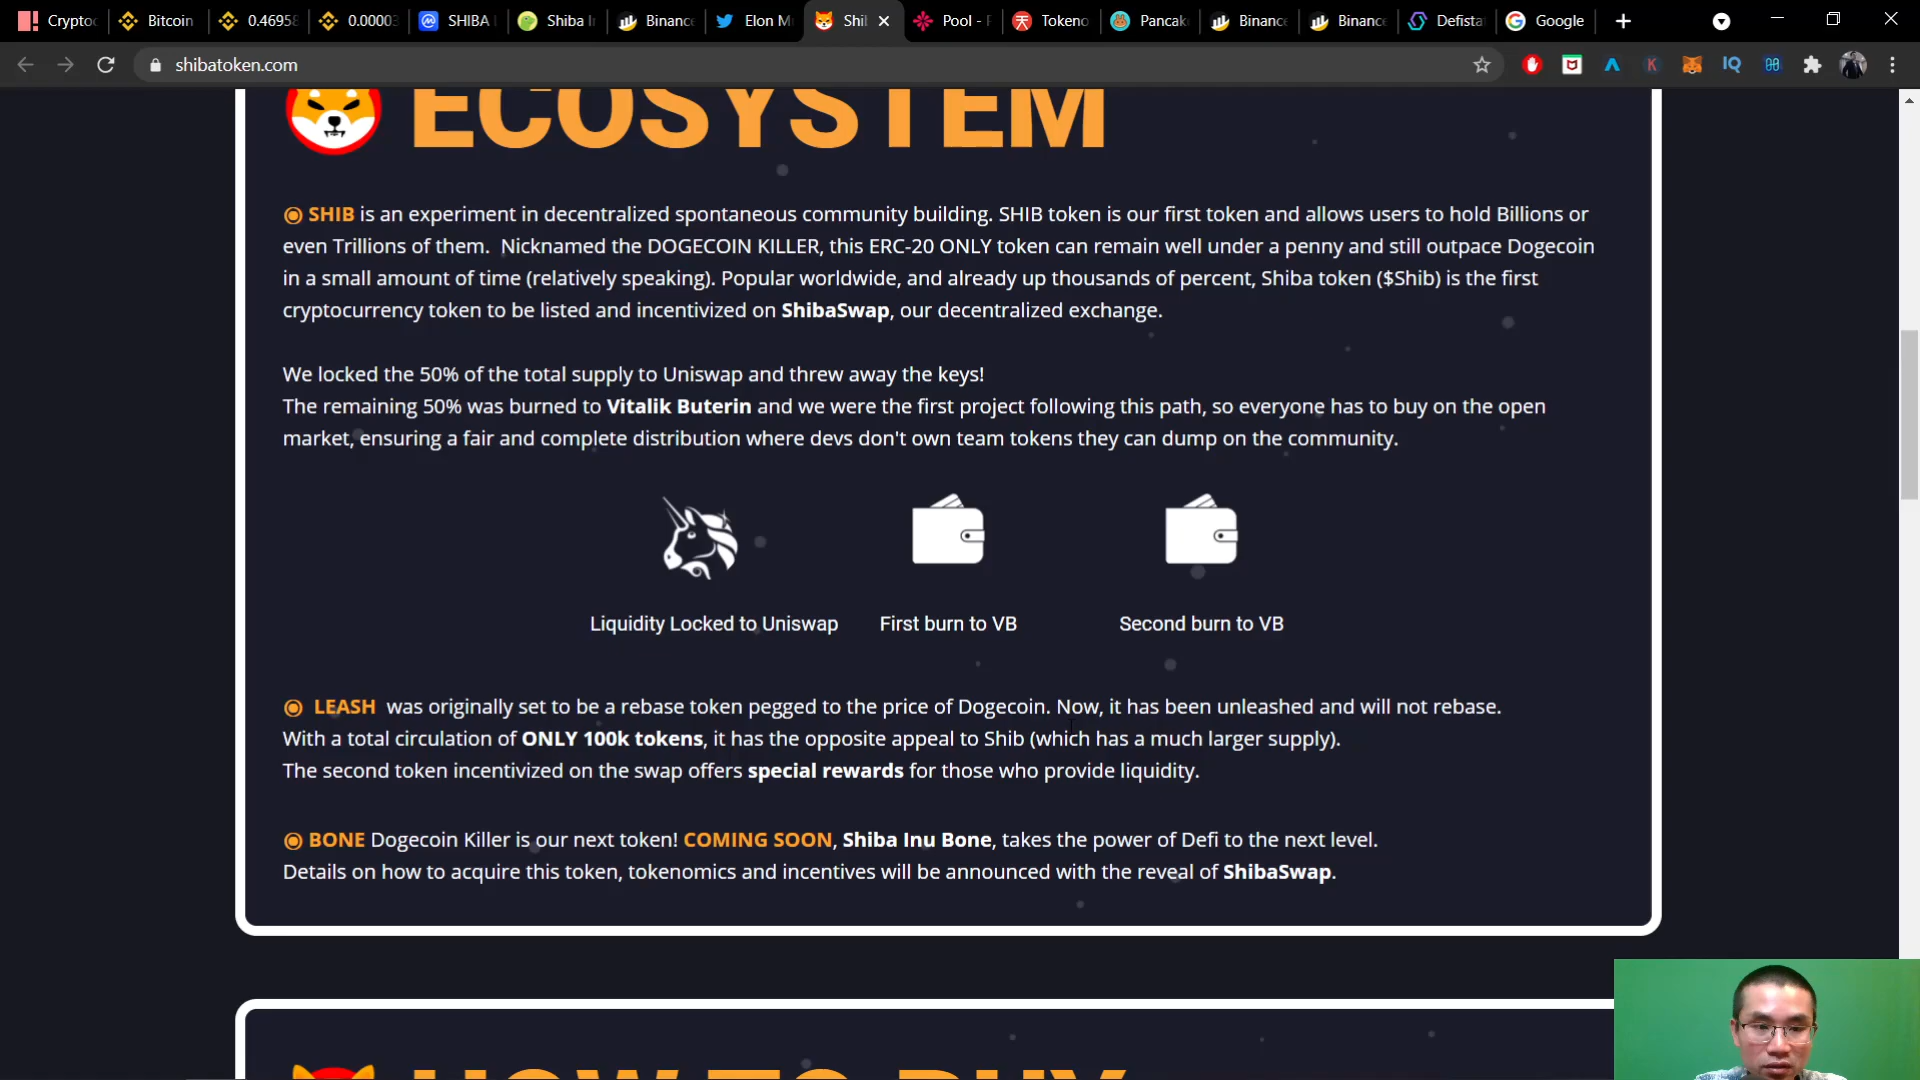 Crypto
Bitcoin
0.46958
0.00003
SHIBA
Shiba In
Binance
Elon M
Shi
Pool - F
Tokeno
Pancak
Binance
Binance
Defista
Google
shibatoken.com
ECOSYSTEM
SHIB is an experiment in decentralized spontaneous community building. SHIB token is our first token and allows users to hold Billions or
even Trillions of them. Nicknamed the DOGECOIN KILLER, this ERC-20 ONLY token can remain well under a penny and still outpace Dogecoin
in a small amount of time (relatively speaking). Popular worldwide, and already up thousands of percent, Shiba token ($Shib) is the first
cryptocurrency token to be listed and incentivized on ShibaSwap, our decentralized exchange.
We locked the 50% of the total supply to Uniswap and threw away the keys!
The remaining 50% was burned to Vitalik Buterin and we were the first project following this path, so everyone has to buy on the open
market, ensuring a fair and complete distribution where devs don't own team tokens they can dump on the community.
Liquidity Locked to Uniswap
First burn to VB
Second burn to VB
LEASH was originally set to be a rebase token pegged to the price of Dogecoin. Now, it has been unleashed and will not rebase.
With a total circulation of ONLY 100k tokens, it has the opposite appeal to Shib (which has a much larger supply).
The second token incentivized on the swap offers special rewards for those who provide liquidity.
BONE Dogecoin Killer is our next token! COMING SOON, Shiba Inu Bone, takes the power of Defi to the next level.
Details on how to acquire this token, tokenomics and incentives will be announced with the reveal of ShibaSwap.
HOW TO BUY